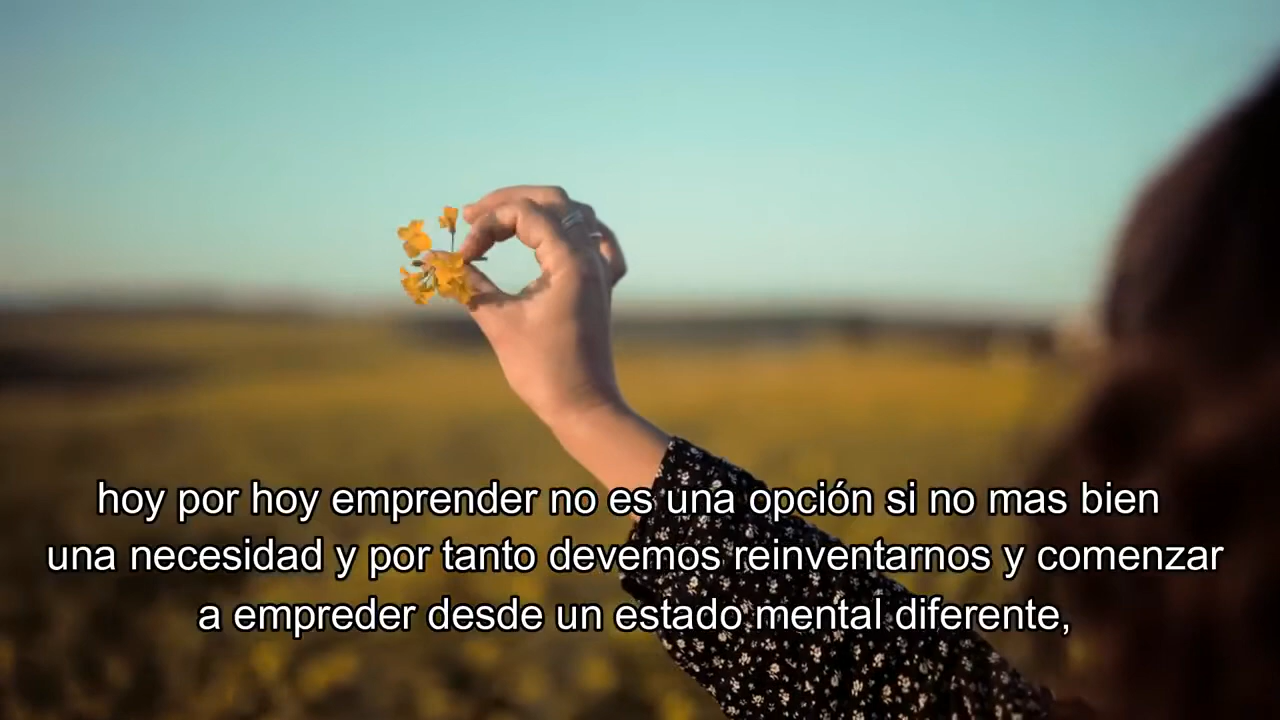 hoy por hoy emprender no es una opción si no mas bien
una necesidad y por tanto devemos reinventarnos y comenzar
a empreder desde un estado mental diferente,